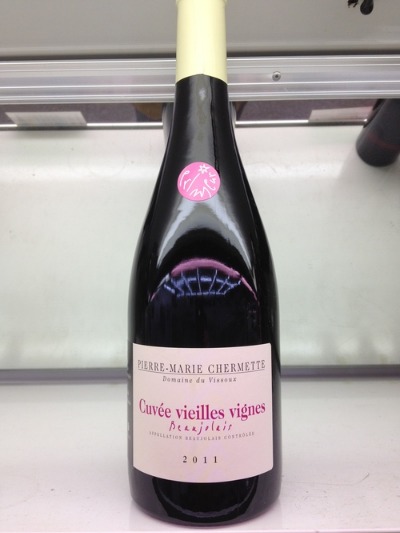 PIERRE-MARIE CHERMETTE
Domaine du Vissoux
Cuvée vieilles vignes
Beaujolais
APPELLATION BEAUJOLAIS CONTRÔLÉE
2011